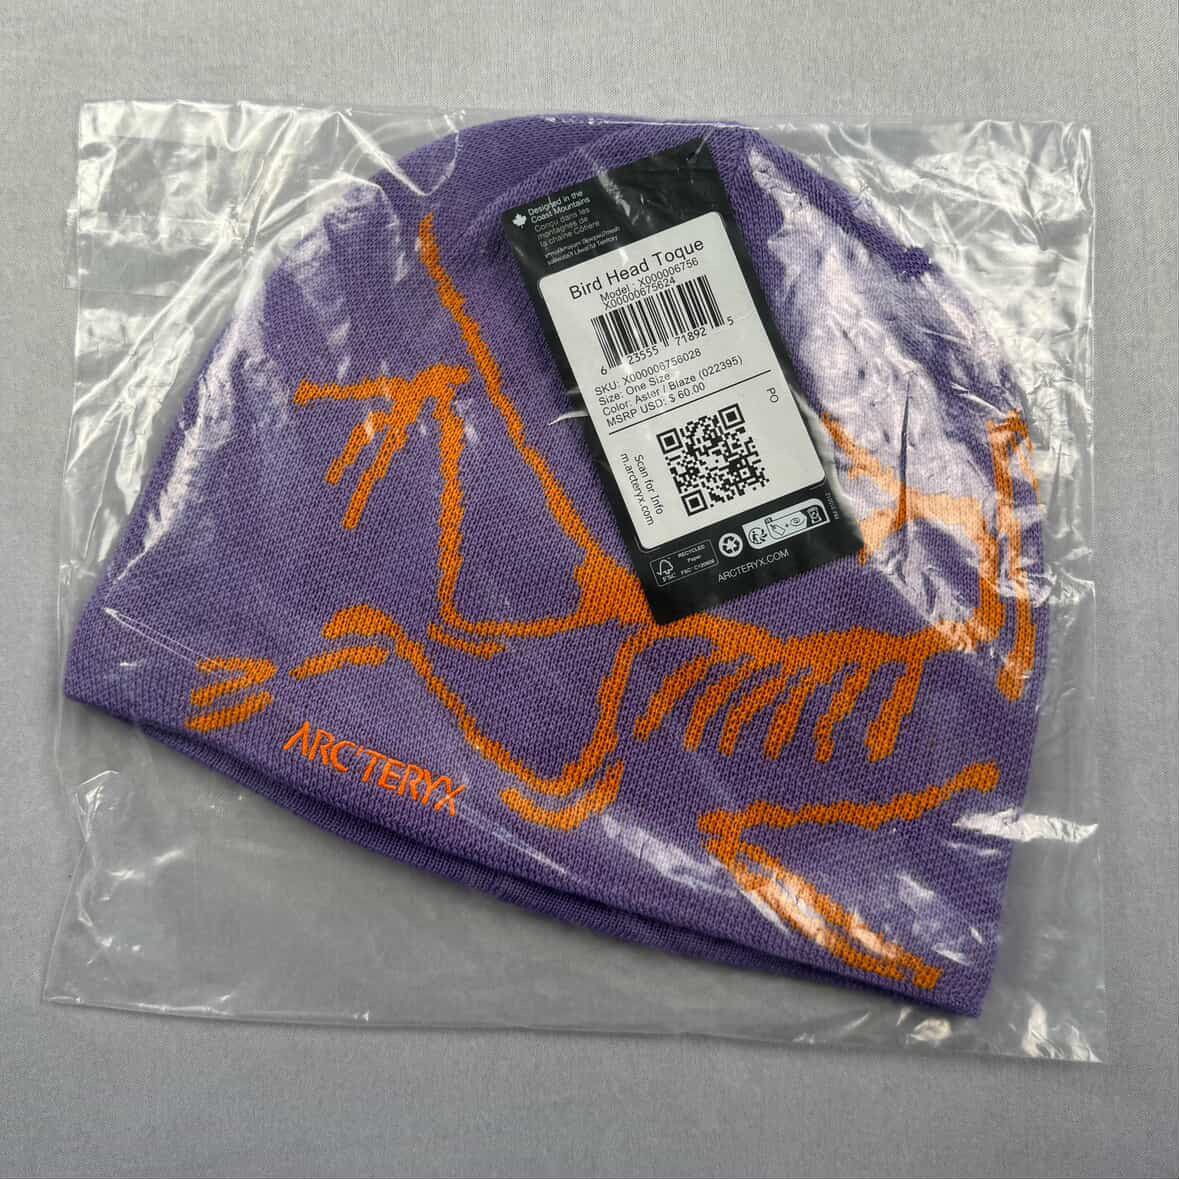 Designed in the
Coast Mountains
Conçu dans les
montagnes de
la chaîne Côtière
Bird Head Toque
Model : X000006756
X00000675624
6 23555 71892 5
SKU: X000006756028
Size: One Size
Color: Aster / Blaze (022395)
MSRP USD: $ 60.00
PO
Scan for Info
m.arcteryx.com
FSC
RECYCLED
Paper
ARCTERYX.COM
ARC'TERYX